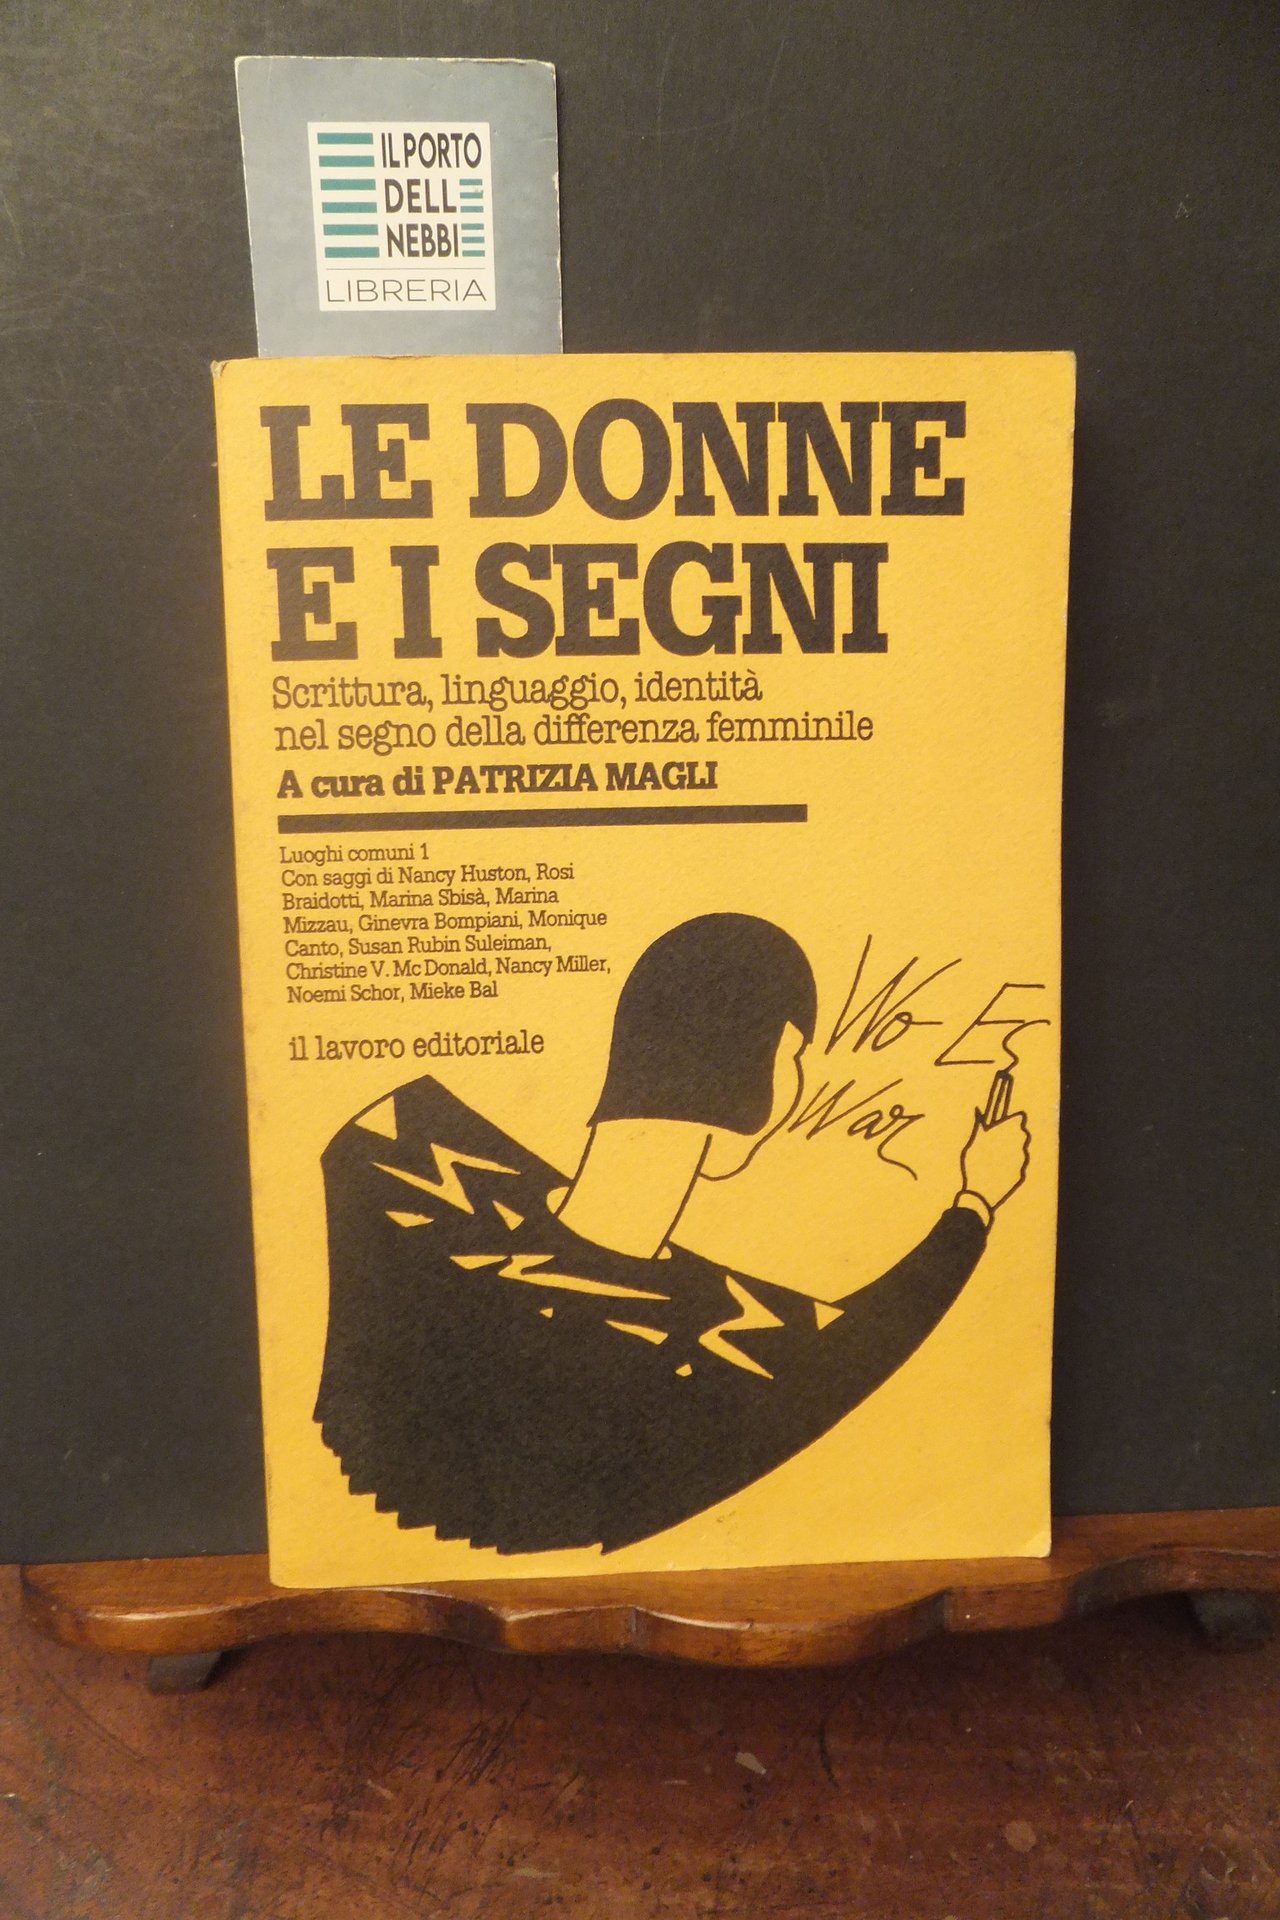 IL PORTO
DELLE
NEBBIE
LIBRERIA
LE DONNE
E I SEGNI
Scrittura, linguaggio, identità
nel segno della differenza femminile
A cura di PATRIZIA MAGLI
Luoghi comuni 1
Con saggi di Nancy Huston, Rosi
Braidotti, Marina Sbisà, Marina
Mizzau, Ginevra Bompiani, Monique
Canto, Susan Rubin Suleiman,
Christine V. Mc Donald, Nancy Miller,
Noemi Schor, Mieke Bal
il lavoro editoriale
Wo Es
War